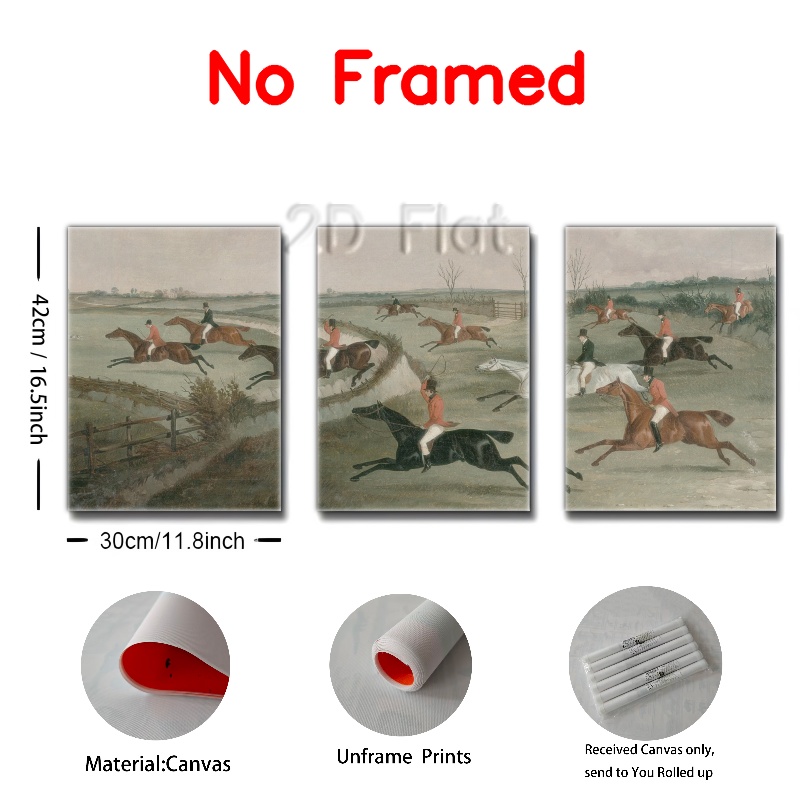 No Framed
2D Flat
42cm / 16.5inch
30cm/11.8inch
Material:Canvas
Unframe Prints
Received Canvas only,
send to You Rolled up